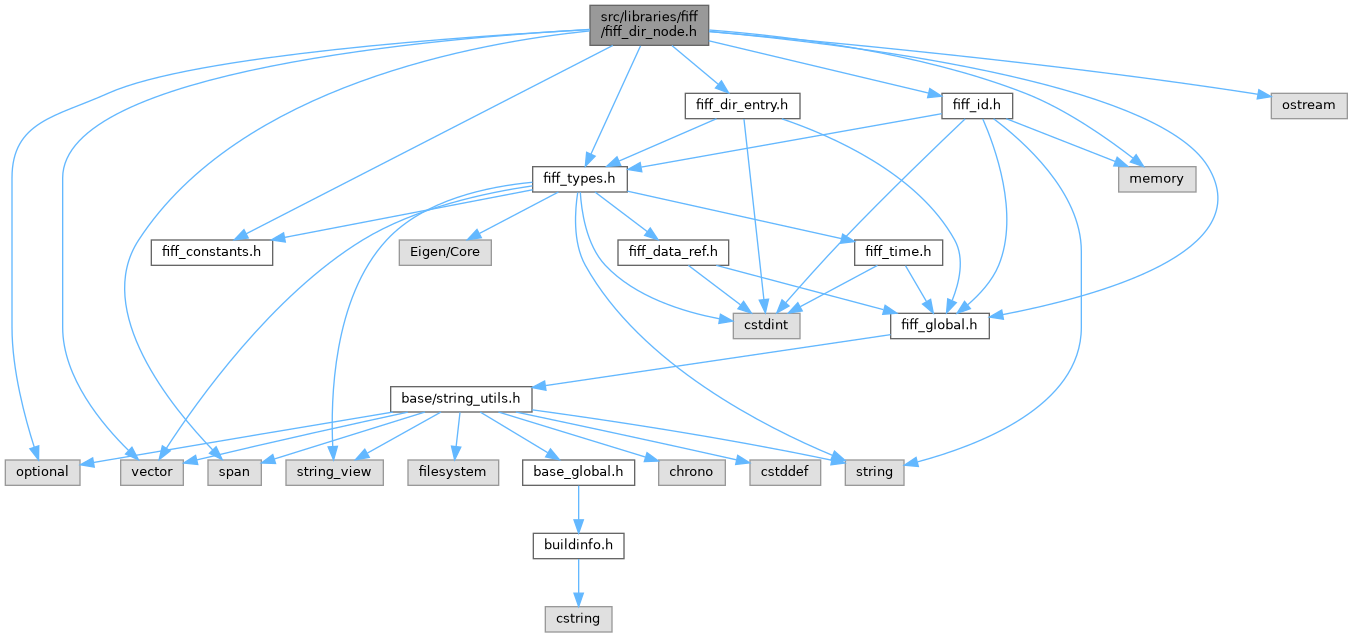 src/libraries/fiff
/fiff_dir_node.h
fiff_dir_entry.h
fiff_id.h
ostream
fiff_types.h
memory
fiff_constants.h
Eigen/Core
fiff_data_ref.h
fiff_time.h
cstdint
fiff_global.h
base/string_utils.h
optional
vector
span
string_view
filesystem
base_global.h
chrono
cstddef
string
buildinfo.h
cstring